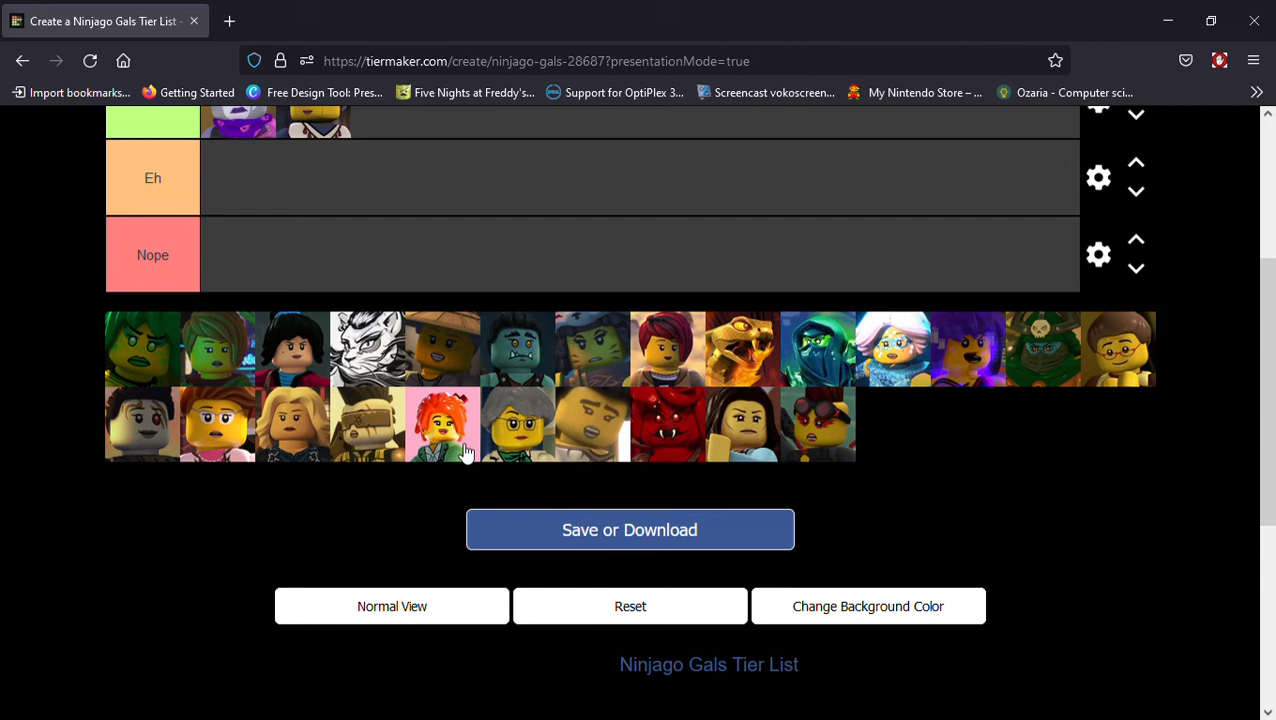 Create a Ninjago Gals Tier List -
https://tiermaker.com/create/ninjago-gals-28687?presentationMode=true
Import bookmarks... Getting Started Free Design Tool: Pres... Five Nights at Freddy's... Support for OptiPlex 3... Screencast vokoscreen... My Nintendo Store – ... Ozaria - Computer sci...
Eh
Nope
Save or Download
Normal View Reset Change Background Color
Ninjago Gals Tier List